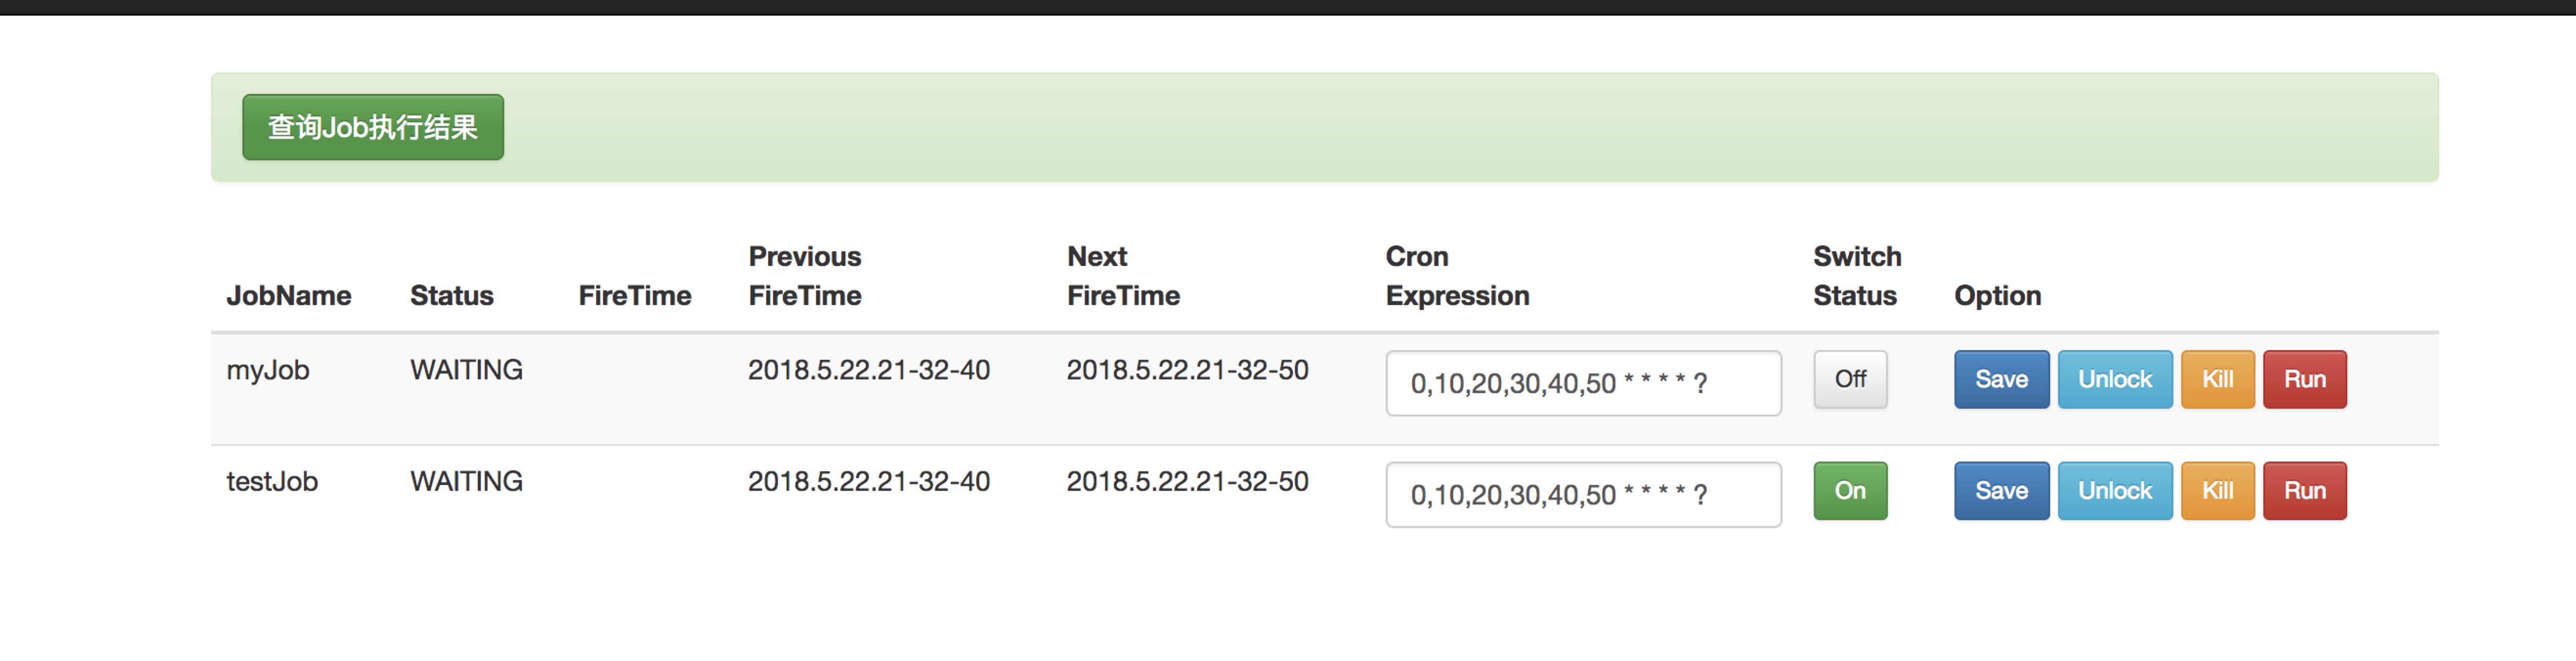 查询Job执行结果
JobName Status FireTime Previous FireTime Next FireTime Cron Expression Switch Status Option
myJob WAITING 2018.5.22.21-32-40 2018.5.22.21-32-50 0,10,20,30,40,50 * * * * ? Off Save Unlock Kill Run
testJob WAITING 2018.5.22.21-32-40 2018.5.22.21-32-50 0,10,20,30,40,50 * * * * ? On Save Unlock Kill Run